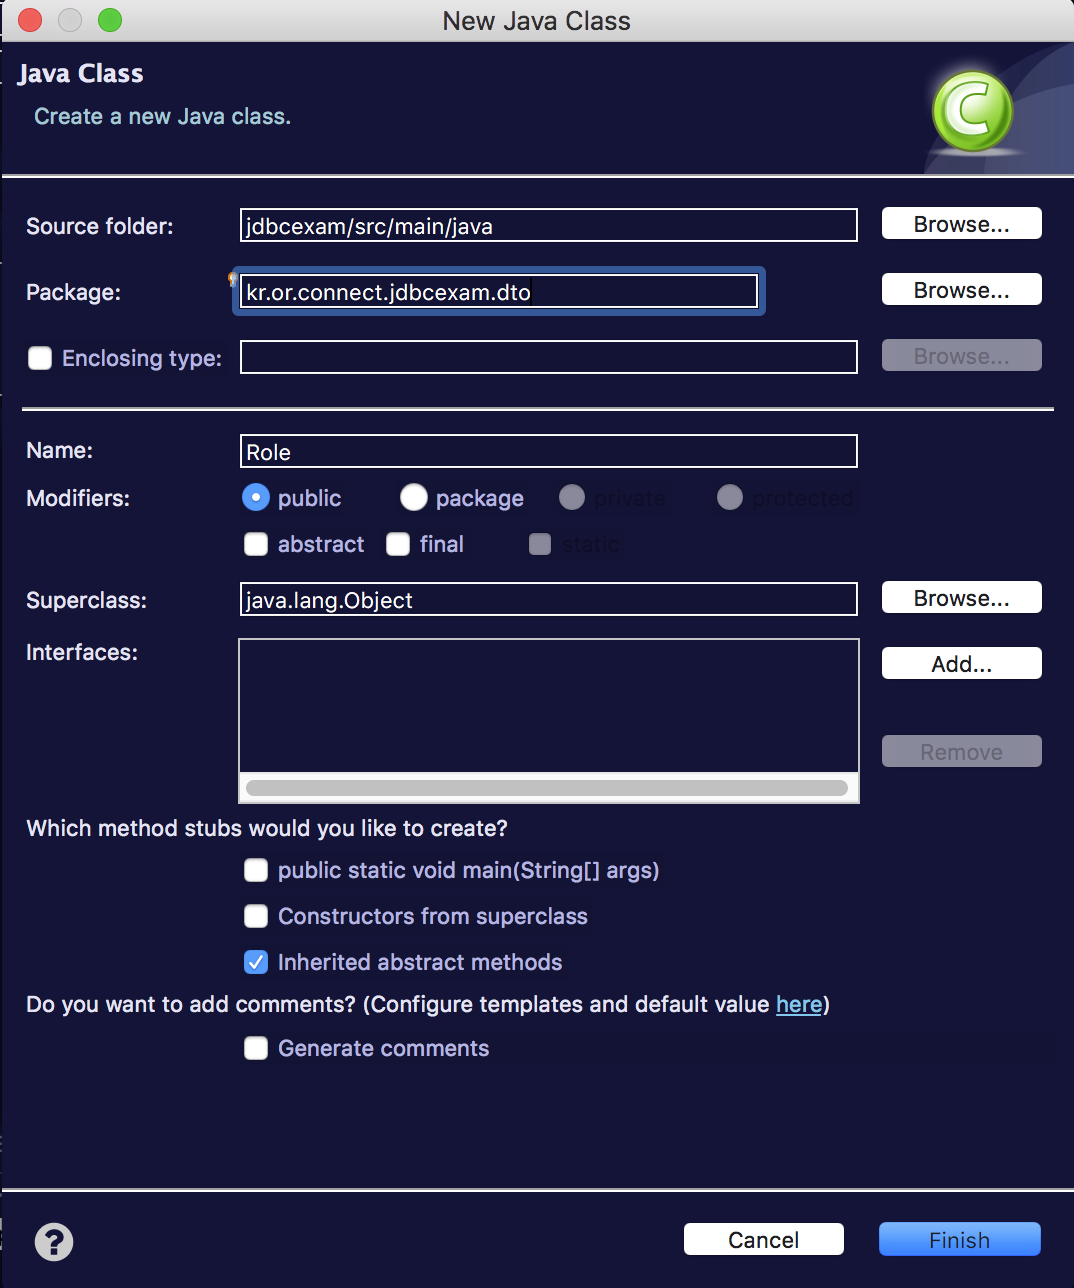 New Java Class
Java Class
Create a new Java class.
C
Source folder: jdbcexam/src/main/java Browse...
Package: kr.or.connect.jdbcexam.dto Browse...
Enclosing type: Browse...
Name: Role
Modifiers: public package private protected
abstract final static
Superclass: java.lang.Object Browse...
Interfaces: Add...
Remove
Which method stubs would you like to create?
public static void main(String[] args)
Constructors from superclass
Inherited abstract methods
Do you want to add comments? (Configure templates and default value here)
Generate comments
? Cancel Finish